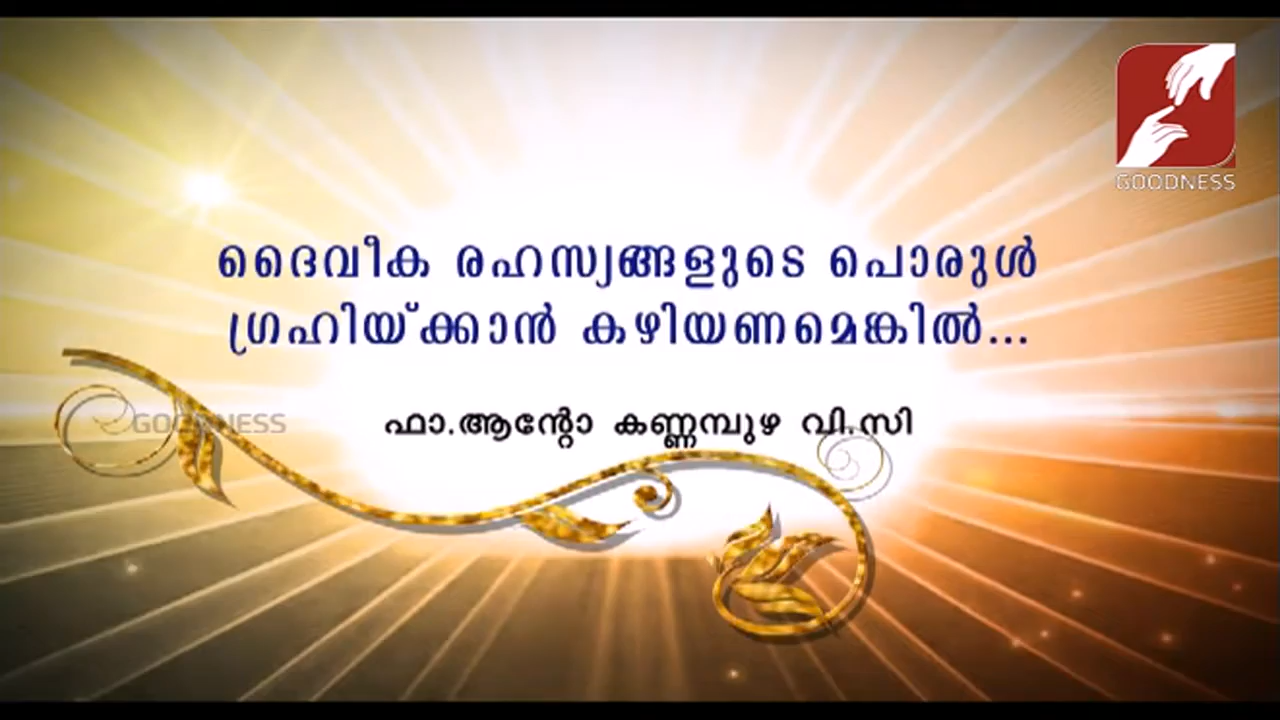 GOODNESS
ദൈവീക രഹസ്യങ്ങളുടെ പൊരുൾ
ഗ്രഹിയ്ക്കാൻ കഴിയണമെങ്കിൽ...
GOODNESS
ഫാ.ആന്റോ കണ്ണമ്പുഴ വി.സി